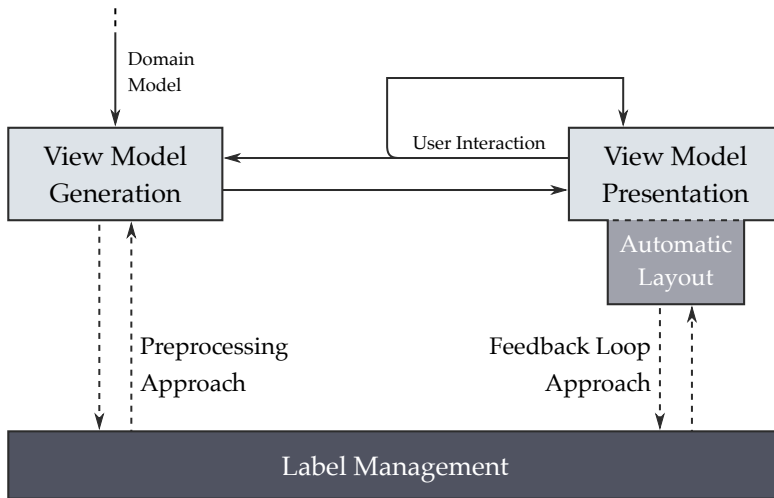 Domain
Model
View Model
Generation
User Interaction
View Model
Presentation
Automatic
Layout
Preprocessing
Approach
Feedback Loop
Approach
Label Management